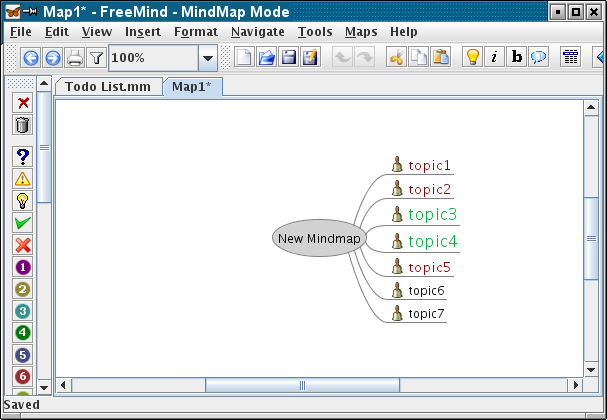 Map1* - FreeMind - MindMap Mode
File Edit View Insert Format Navigate Tools Maps Help
100% i b
Todo List.mm Map1*
topic1
topic2
topic3
topic4
New Mindmap
topic5
topic6
topic7
?
!
1
2
3
4
5
6
Saved